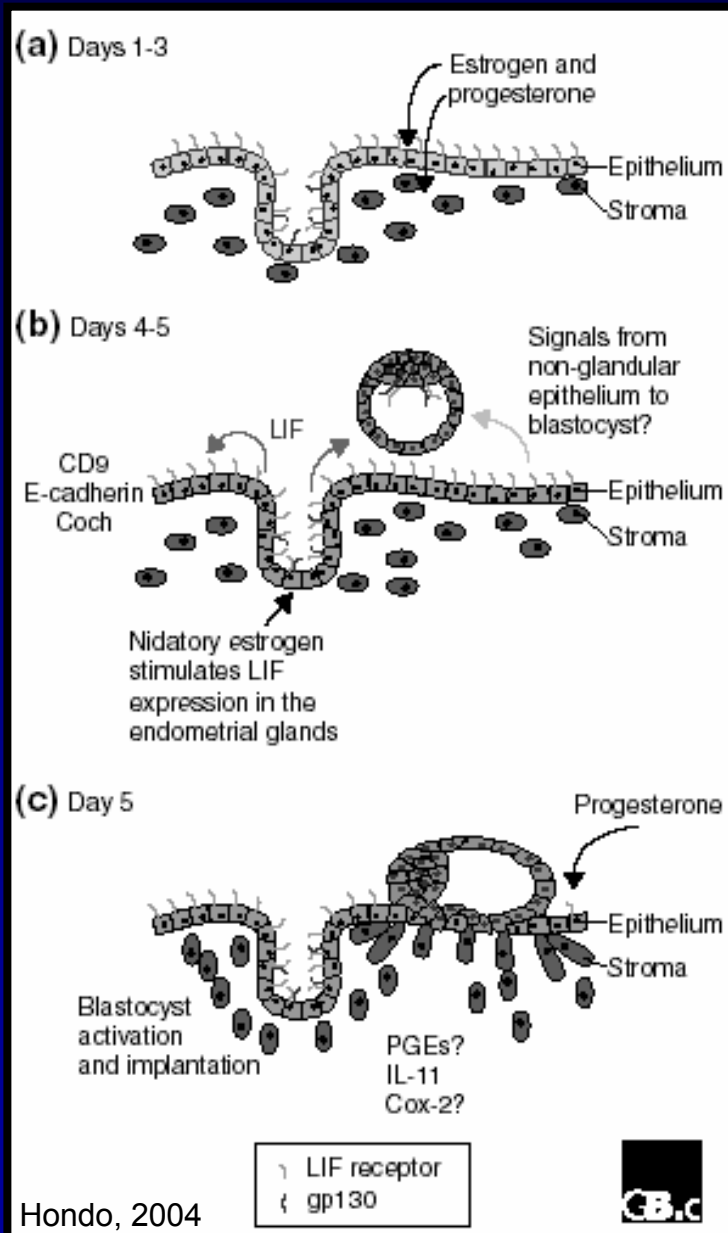 (a) Days 1-3
Estrogen and
progesterone
Epithelium
Stroma
(b) Days 4-5
Signals from
non-glandular
epithelium to
blastocyst?
LIF
CD9
E-cadherin
Coch
Epithelium
Stroma
Nidatory estrogen
stimulates LIF
expression in the
endometrial glands
(c) Day 5
Progesterone
Epithelium
Stroma
Blastocyst
activation
and implantation
PGEs?
IL-11
Cox-2?
LIF receptor
gp130
Hondo, 2004
GB.c